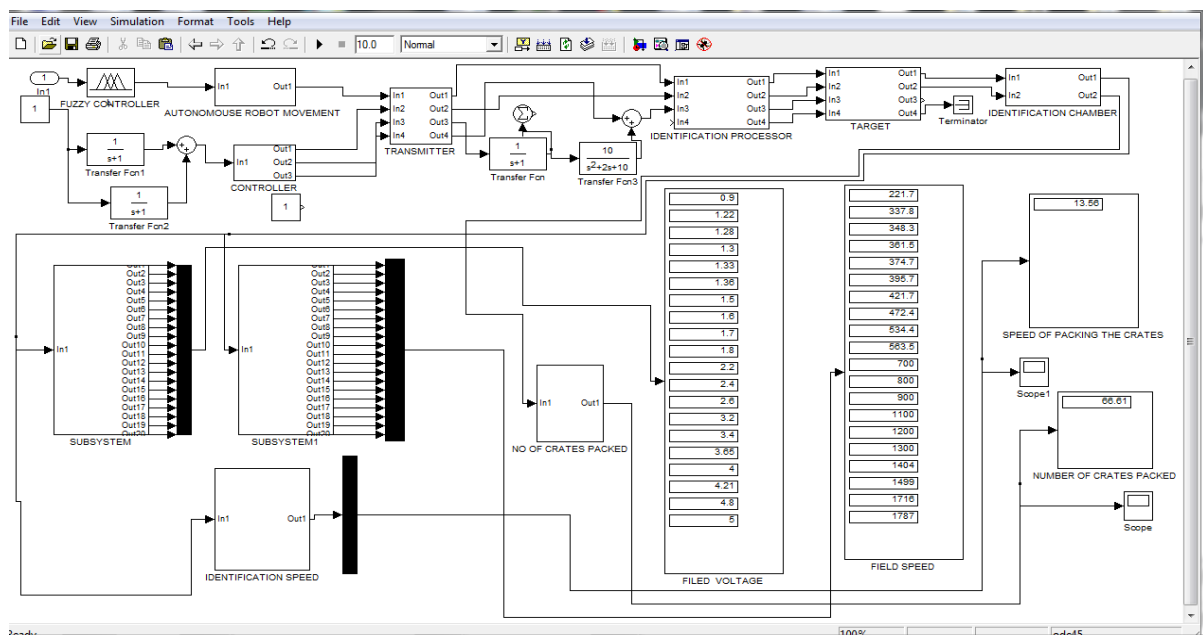 File Edit View Simulation Format Tools Help
10.0 Normal
1
In1
FUZZY CONTROLLER
1
In1 Out1
AUTONOMOUSE ROBOT MOVEMENT
1
s+1
Transfer Fcn1
1
s+1
Transfer Fcn2
In1 Out1
Out2
Out3
CONTROLLER
1
In1 Out1
In2 Out2
In3 Out3
In4 Out4
TRANSMITTER
1
s+1
Transfer Fcn
10
s2+2s+10
Transfer Fcn3
In1 Out1
In2 Out2
In3 Out3
In4 Out4
IDENTIFICATION PROCESSOR
In1 Out1
In2 Out2
In3 Out3
In4 Out4
TARGET
Terminator
In1 Out1
In2 Out2
IDENTIFICATION CHAMBER
In1
Out2
Out3
Out4
Out5
Out6
Out7
Out8
Out9
Out10
Out11
Out12
Out13
Out14
Out15
Out16
Out17
Out18
Out19
Out20
SUBSYSTEM
In1
Out2
Out3
Out4
Out5
Out6
Out7
Out8
Out9
Out10
Out11
Out12
Out13
Out14
Out15
Out16
Out17
Out18
Out19
Out20
SUBSYSTEM1
In1 Out1
NO OF CRATES PACKED
In1 Out1
IDENTIFICATION SPEED
0.9
1.22
1.28
1.3
1.33
1.36
1.5
1.6
1.7
1.8
2.2
2.4
2.6
3.2
3.4
3.65
4
4.21
4.8
5
FILED VOLTAGE
221.7
337.8
348.3
361.5
374.7
395.7
421.7
472.4
534.4
563.5
700
800
900
1100
1200
1300
1404
1499
1716
1787
FIELD SPEED
13.56
SPEED OF PACKING THE CRATES
Scope1
66.61
NUMBER OF CRATES PACKED
Scope
Ready 100% ode45